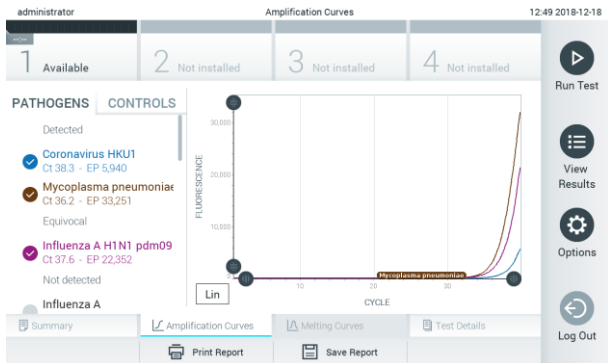 administrator
Amplification Curves
12:49 2018-12-18
1 Available
2 Not installed
3 Not installed
4 Not installed
Run Test
View
Results
Options
Log Out
PATHOGENS
CONTROLS
Detected
Coronavirus HKU1
Ct 38.3 - EP 5,940
Mycoplasma pneumoniae
Ct 36.2 - EP 33,251
Equivocal
Influenza A H1N1 pdm09
Ct 37.6 - EP 22,352
Not detected
Influenza A
FLUORESCENCE
30,000
20,000
10,000
0
Mycoplasma pneumoniae
10
20
30
CYCLE
Lin
Summary
Amplification Curves
Melting Curves
Test Details
Print Report
Save Report